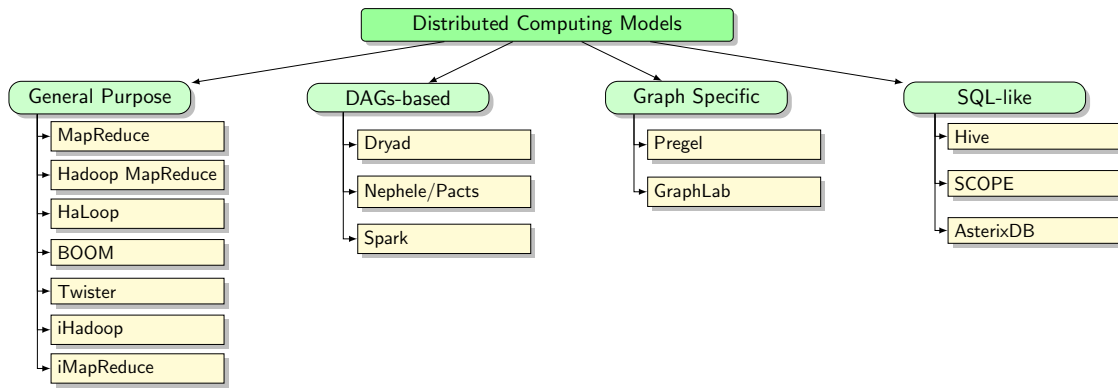 Distributed Computing Models
General Purpose
MapReduce
Hadoop MapReduce
HaLoop
BOOM
Twister
iHadoop
iMapReduce
DAGs-based
Dryad
Nephele/Pacts
Spark
Graph Specific
Pregel
GraphLab
SQL-like
Hive
SCOPE
AsterixDB